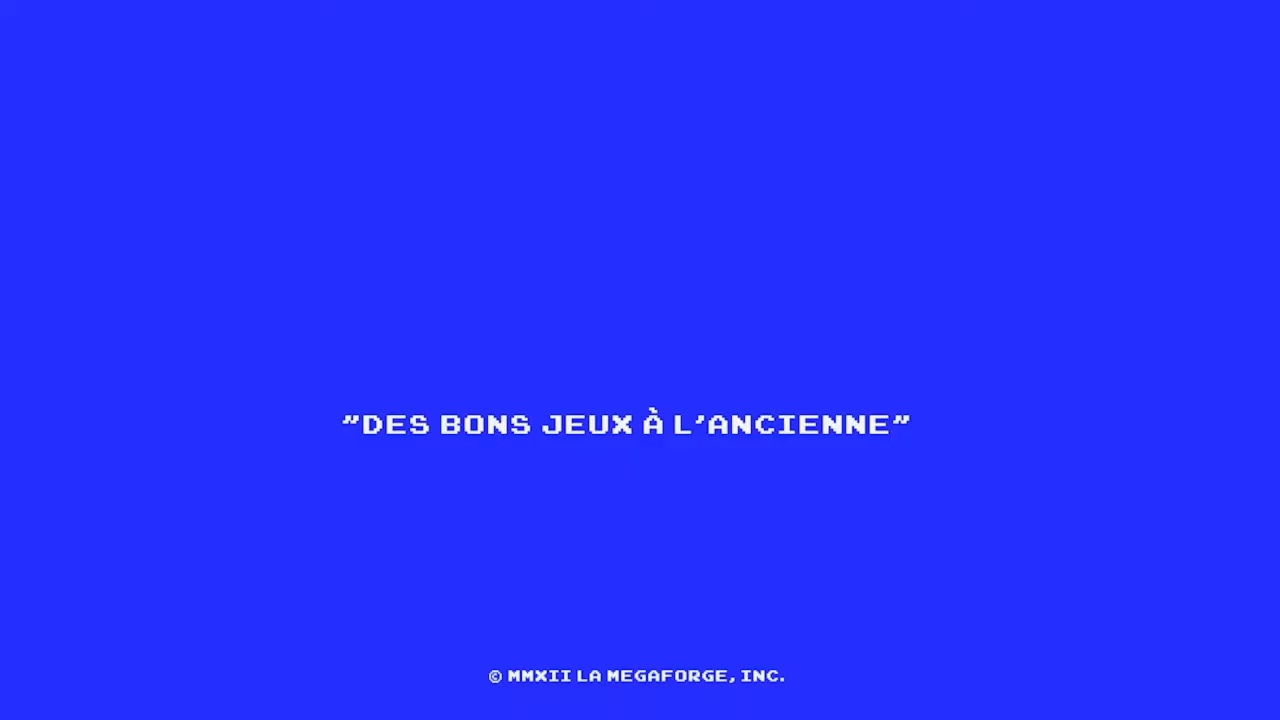 "DES BONS JEUX À L'ANCIENNE"
© MMXII LA MEGAFORGE, INC.